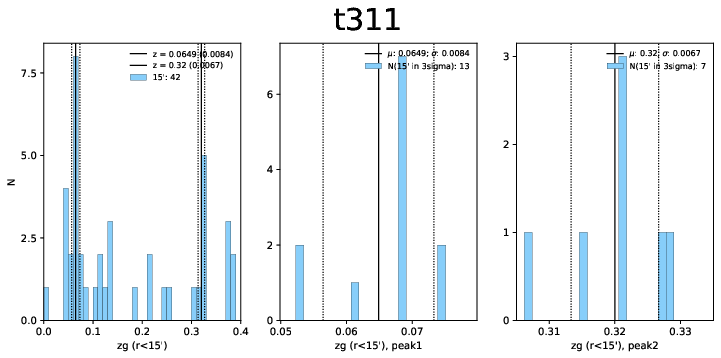 t311
z = 0.0649 (0.0084)
z = 0.32 (0.0067)
15': 42
N
7.5
5.0
2.5
0.0
0.0 0.1 0.2 0.3 0.4
zg (r<15')
μ: 0.0649; σ: 0.0084
N(15' in 3sigma): 13
6
4
2
0
0.05 0.06 0.07
zg (r<15'), peak1
μ: 0.32; σ: 0.0067
N(15' in 3sigma): 7
3
2
1
0
0.31 0.32 0.33
zg (r<15'), peak2